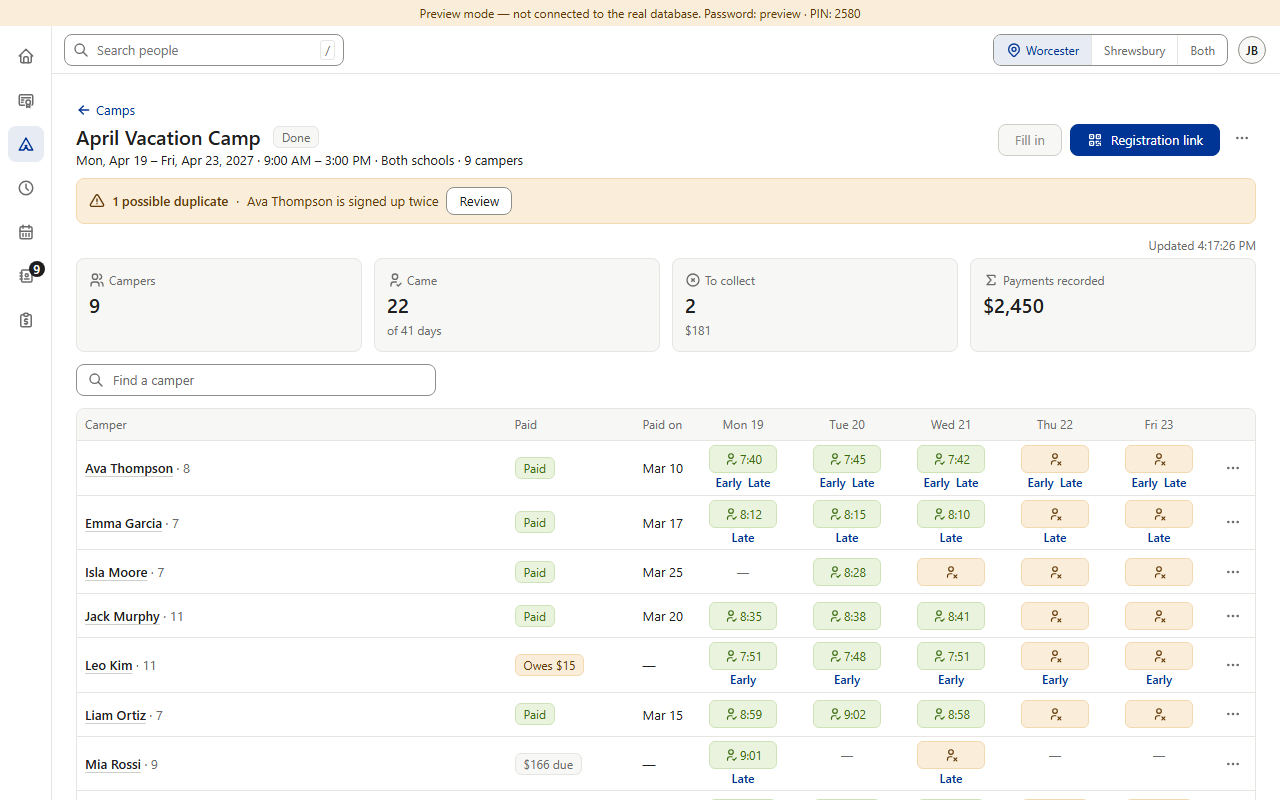 Preview mode — not connected to the real database. Password: preview · PIN: 2580
Search people /
Worcester Shrewsbury Both JB
Camps
April Vacation Camp Done
Fill in Registration link
Mon, Apr 19 – Fri, Apr 23, 2027 · 9:00 AM – 3:00 PM · Both schools · 9 campers
1 possible duplicate · Ava Thompson is signed up twice Review
9
Updated 4:17:26 PM
Campers
9
Came
22
of 41 days
To collect
2
$181
Payments recorded
$2,450
Find a camper
Camper Paid Paid on Mon 19 Tue 20 Wed 21 Thu 22 Fri 23
Ava Thompson · 8 Paid Mar 10 7:40 7:45 7:42
Early Late Early Late Early Late Early Late Early Late
Emma Garcia · 7 Paid Mar 17 8:12 8:15 8:10
Late Late Late Late Late
Isla Moore · 7 Paid Mar 25 — 8:28
Jack Murphy · 11 Paid Mar 20 8:35 8:38 8:41
Leo Kim · 11 Owes $15 — 7:51 7:48 7:51
Early Early Early Early Early
Liam Ortiz · 7 Paid Mar 15 8:59 9:02 8:58
Mia Rossi · 9 $166 due — 9:01 — — —
Late Late